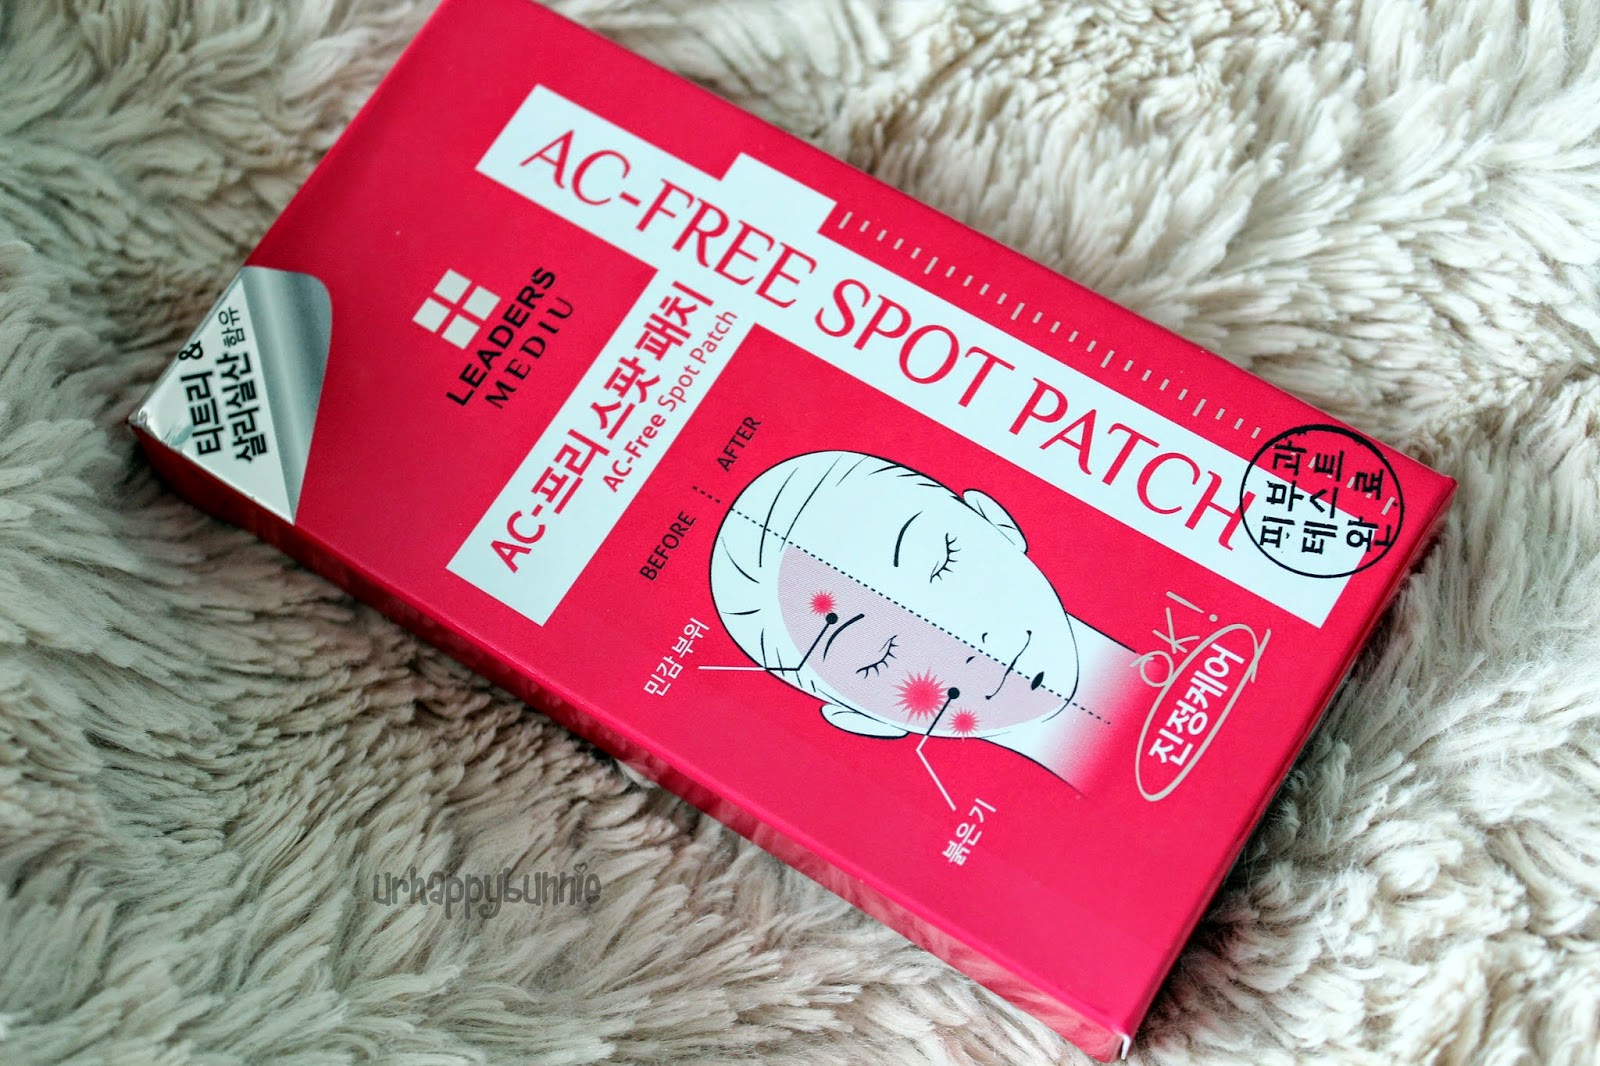 AC-FREE SPOT PATCH
LEADERS
MEDIU
AC-프리 스팟 패치
AC-Free Spot Patch
티트리 &
살리실산 함유
BEFORE
AFTER
민감 부위
붉은 기
OK!
진정케어
피부과
테스트
완료
urhappybunnie